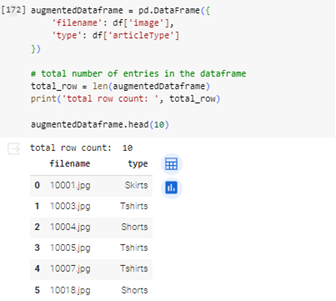 [172] augmentedDataframe = pd.DataFrame({
'filename': df['image'],
'type': df['articleType']
})
# total number of entries in the dataframe
total_row = len(augmentedDataframe)
print('total row count: ', total_row)
augmentedDataframe.head(10)
total row count:  10
filename type
0 10001.jpg Skirts
1 10003.jpg Tshirts
2 10004.jpg Shorts
3 10005.jpg Tshirts
4 10007.jpg Tshirts
5 10018.jpg Shorts